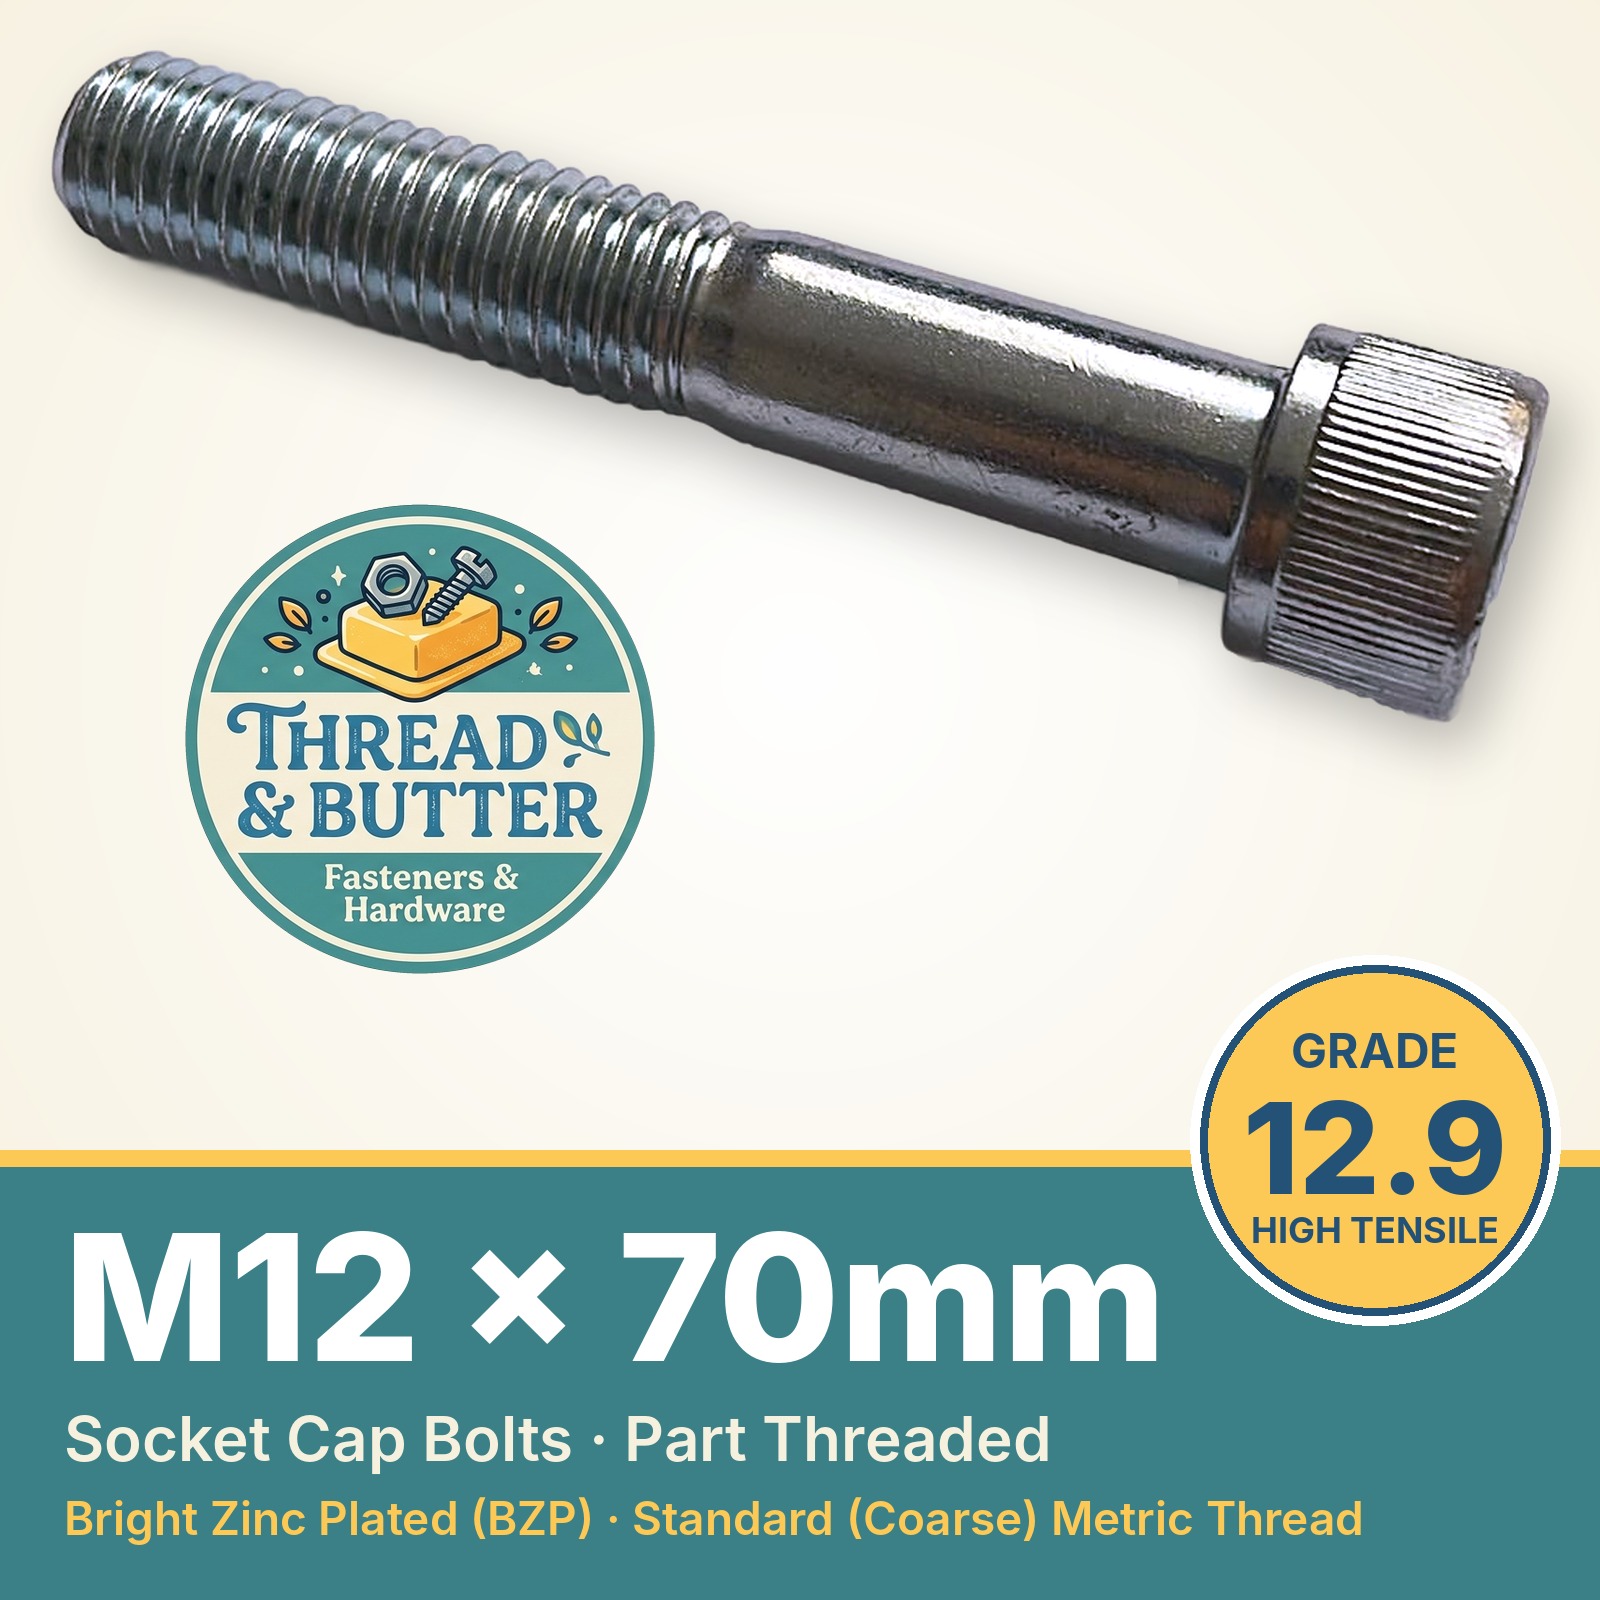 THREAD
& BUTTER
Fasteners &
Hardware
GRADE
12.9
HIGH TENSILE
M12 × 70mm
Socket Cap Bolts · Part Threaded
Bright Zinc Plated (BZP) · Standard (Coarse) Metric Thread